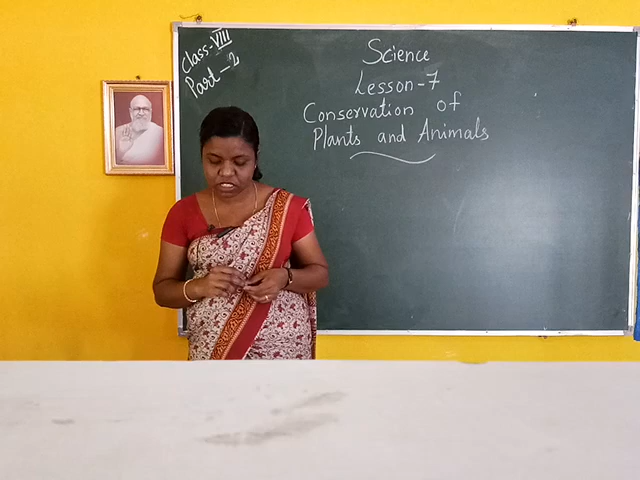 Class-VIII
Part-2
Science
Lesson-7
Conservation of
Plants and Animals